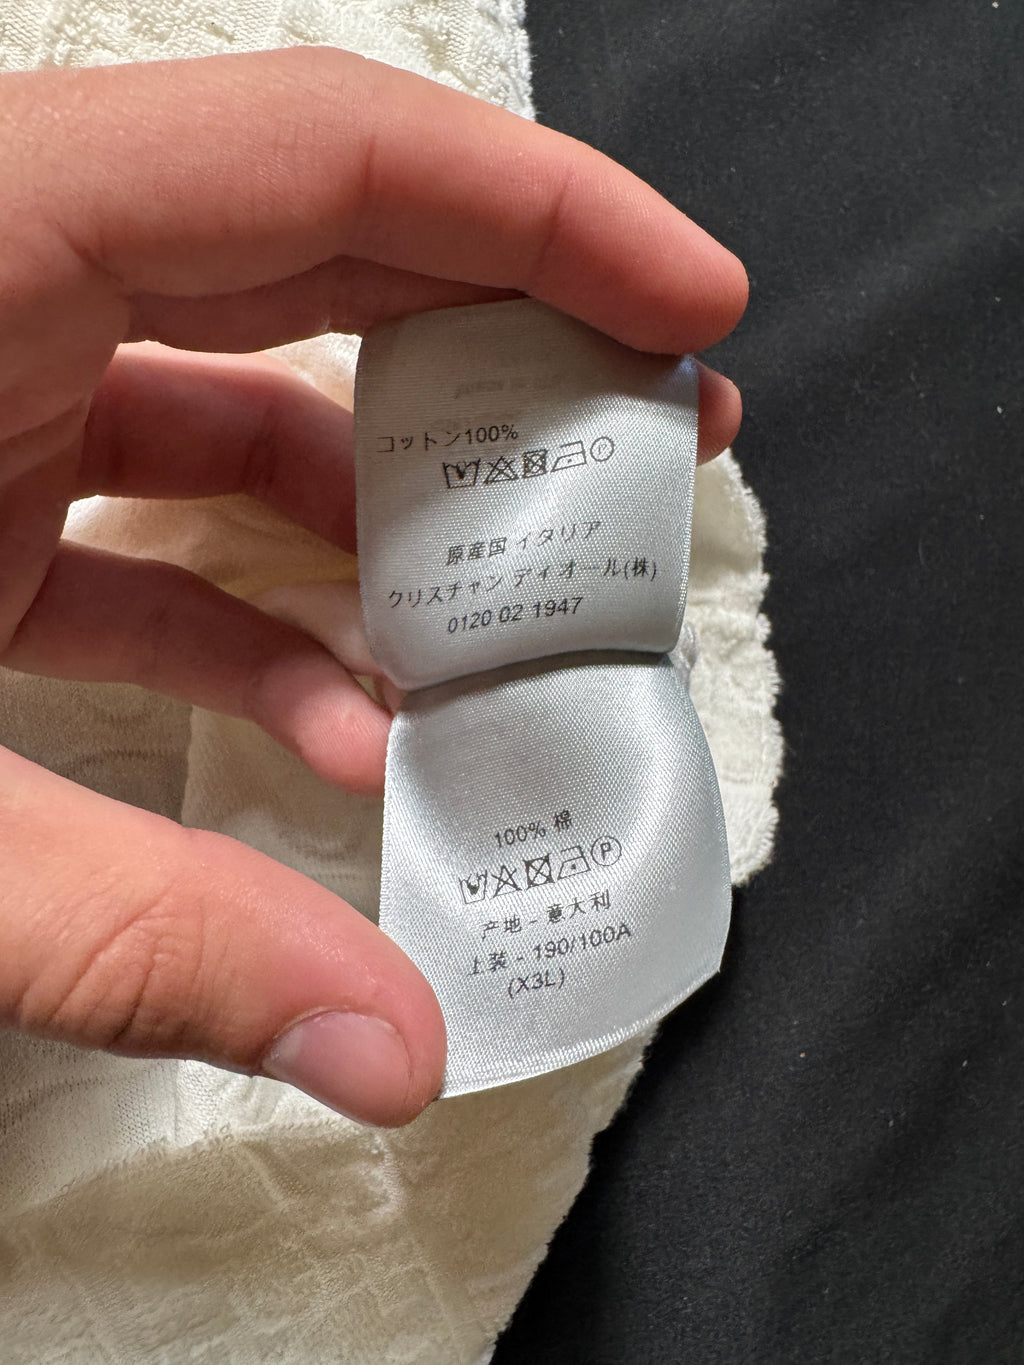 コットン100%
原産国 イタリア
クリスチャン ディオール(株)
0120 02 1947
100% 棉
P
产地 - 意大利
上装 - 190/100A
(X3L)